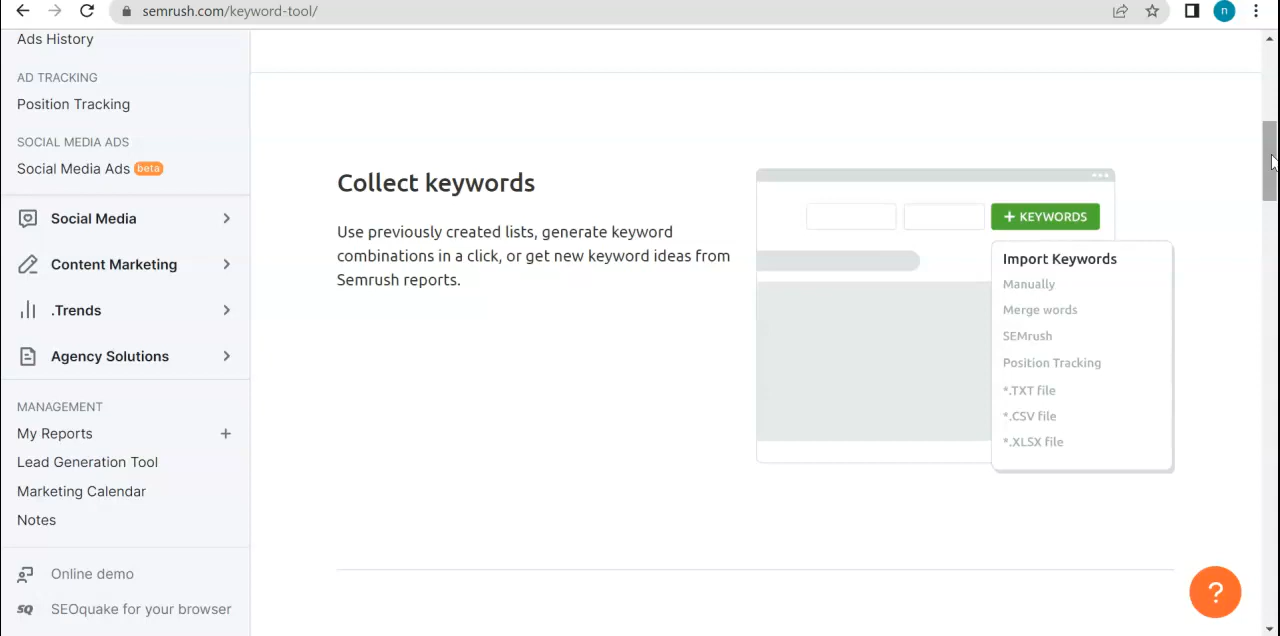 semrush.com/keyword-tool/
n
Ads History
AD TRACKING
Position Tracking
SOCIAL MEDIA ADS
Social Media Ads beta
Social Media
Content Marketing
.Trends
Agency Solutions
MANAGEMENT
My Reports +
Lead Generation Tool
Marketing Calendar
Notes
Online demo
SQ SEOquake for your browser
Collect keywords
Use previously created lists, generate keyword
combinations in a click, or get new keyword ideas from
Semrush reports.
+ KEYWORDS
Import Keywords
Manually
Merge words
SEMrush
Position Tracking
*.TXT file
*.CSV file
*.XLSX file
?